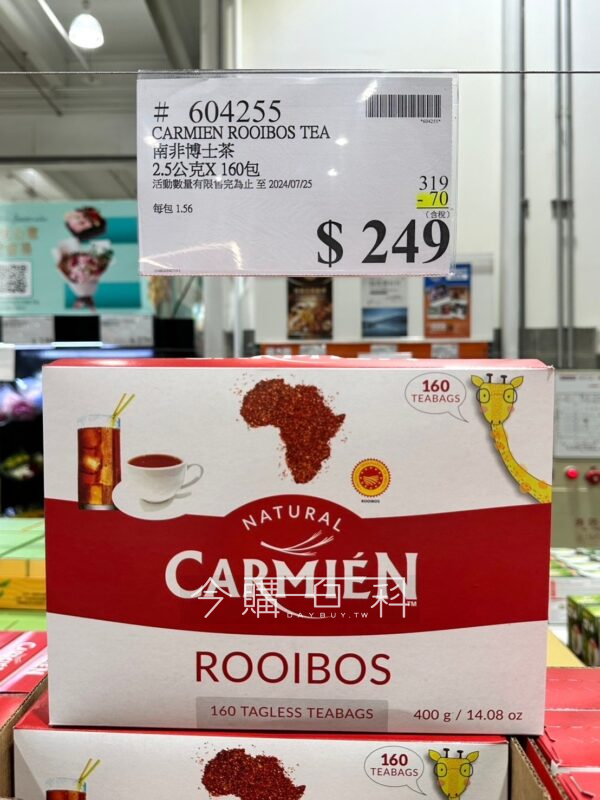 # 604255
*604255*
CARMIEN ROOIBOS TEA
南非博士茶
2.5公克X 160包
活動數量有限售完為止 至 2024/07/25
319
- 70
(含稅)
每包 1.56
$ 249
160
TEABAGS
ROOIBOS
NATURAL
CARMIÉN
TM
今購百科
DAYBUY.TW
ROOIBOS
160 TAGLESS TEABAGS
400 g / 14.08 oz
160
TEABAGS